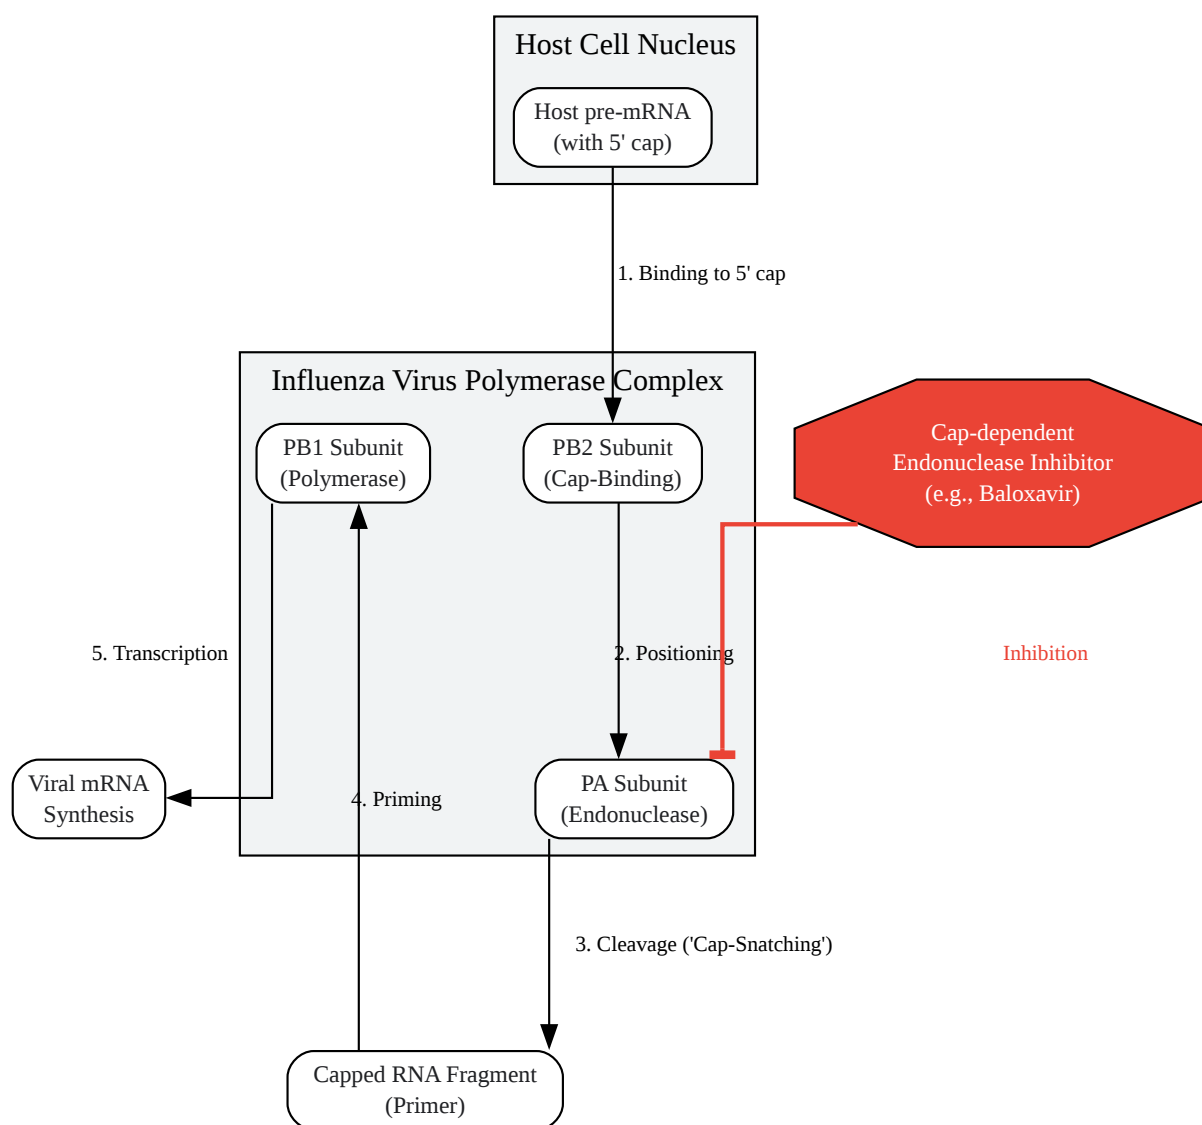 Host Cell Nucleus
Host pre-mRNA
(with 5' cap)
1. Binding to 5' cap
Influenza Virus Polymerase Complex
PB1 Subunit
(Polymerase)
PB2 Subunit
(Cap-Binding)
Cap-dependent
Endonuclease Inhibitor
(e.g., Baloxavir)
5. Transcription
2. Positioning
Inhibition
Viral mRNA
Synthesis
4. Priming
PA Subunit
(Endonuclease)
3. Cleavage ('Cap-Snatching')
Capped RNA Fragment
(Primer)